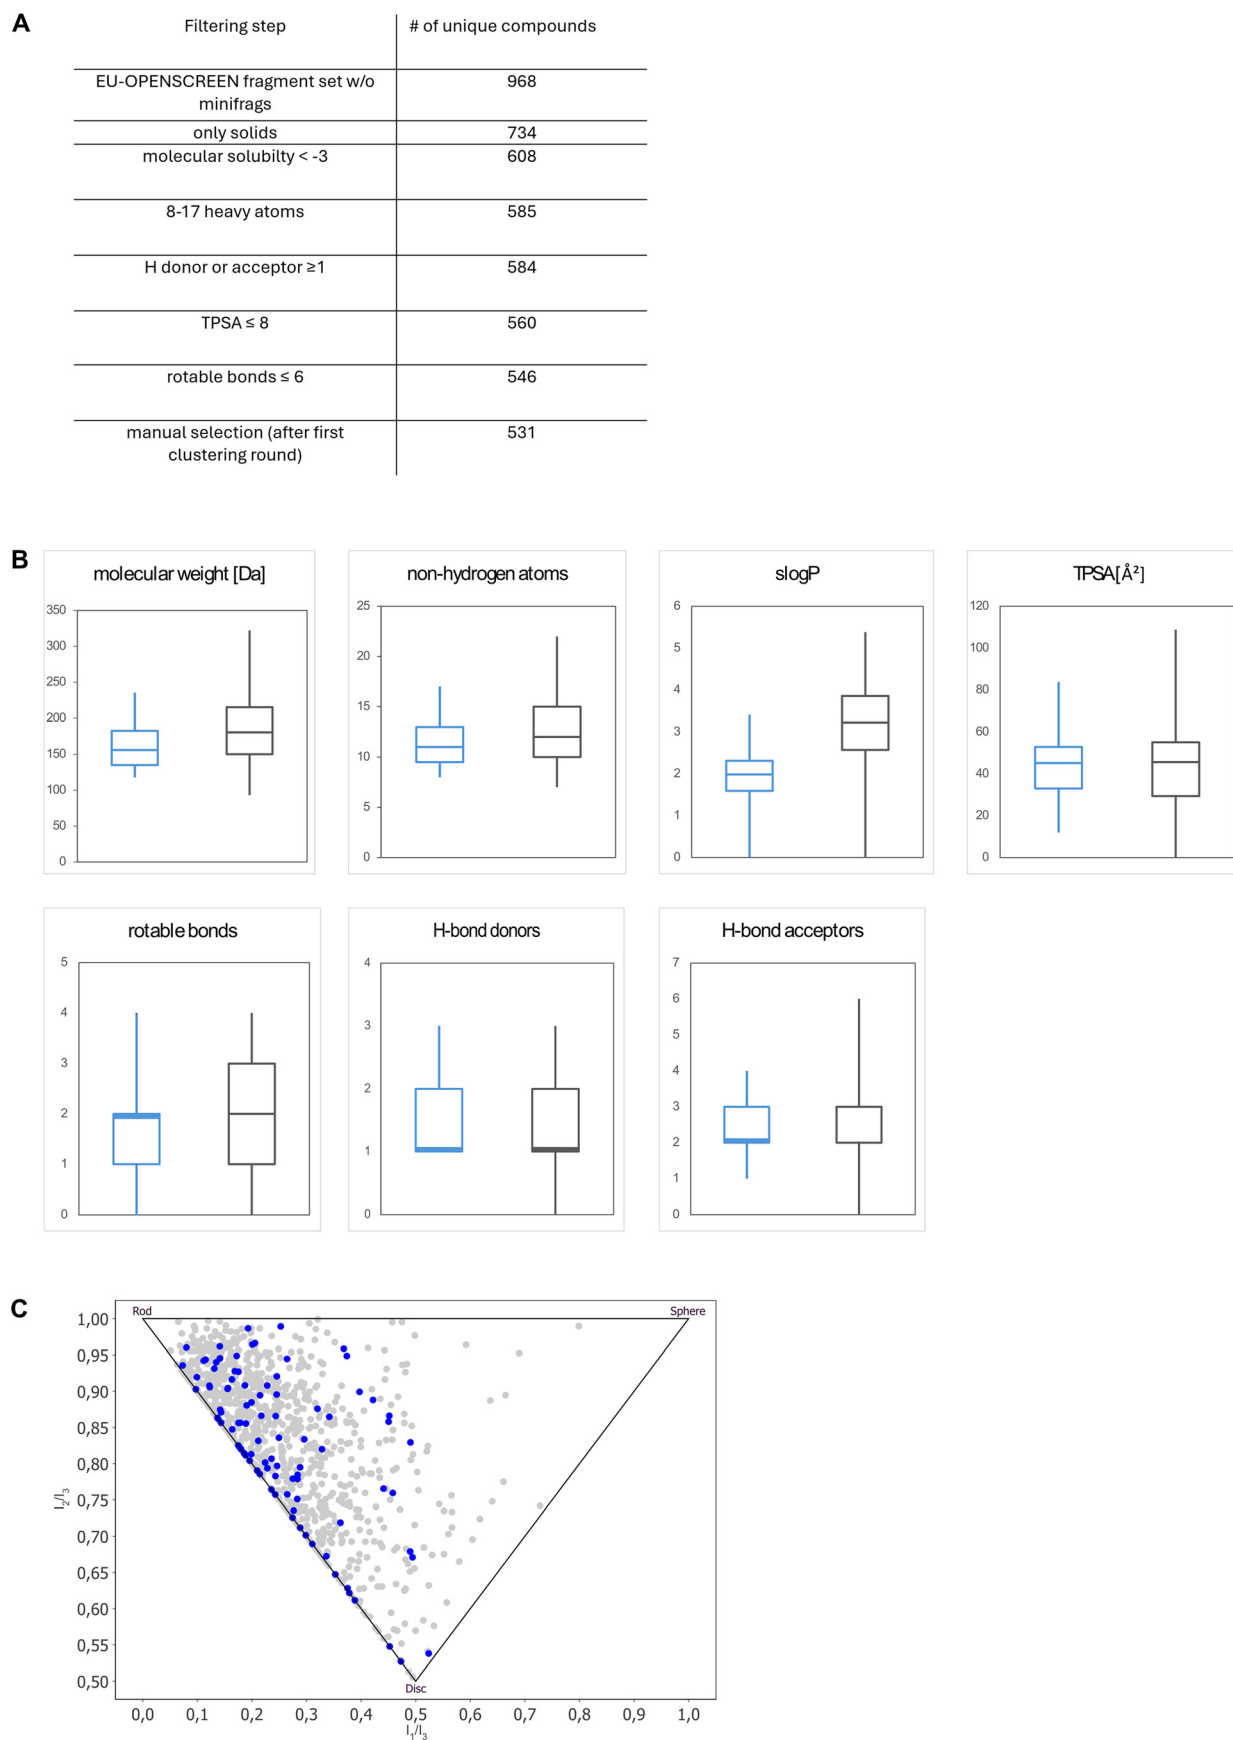 A
Filtering step # of unique compounds
EU-OPENSCREEN fragment set w/o 968
minifrags
only solids 734
molecular solubilty < -3 608
8-17 heavy atoms 585
H donor or acceptor ≥1 584
TPSA ≤ 8 560
rotable bonds ≤ 6 546
manual selection (after first 531
clustering round)
B
molecular weight [Da]
350
300
250
200
150
100
50
0
non-hydrogen atoms
25
20
15
10
5
0
slogP
6
5
4
3
2
1
0
TPSA[Å²]
120
100
80
60
40
20
0
rotable bonds
5
4
3
2
1
0
H-bond donors
4
3
2
1
0
H-bond acceptors
7
6
5
4
3
2
1
0
C
Rod Sphere
1,00
0,95
0,90
0,85
0,80
0,75
0,70
0,65
0,60
0,55
0,50
I₂/I₃
Disc
0,0 0,1 0,2 0,3 0,4 0,5 0,6 0,7 0,8 0,9 1,0
I₁/I₃